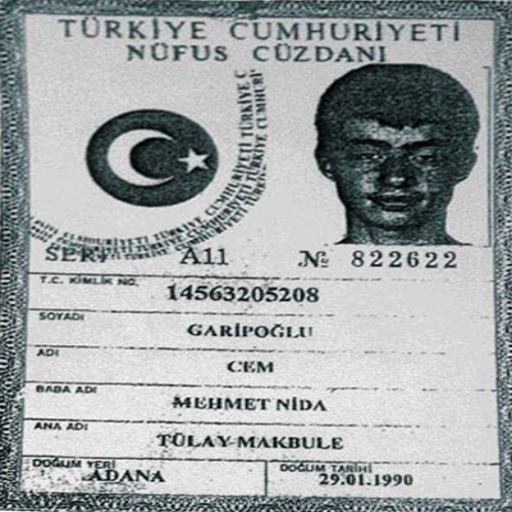 TÜRKİYE CUMHURİYETİ
NÜFUS CÜZDANI
SERİ A11 № 822622
T.C. KİMLİK NO.
14563205208
SOYADI
GARİPOĞLU
ADI
CEM
BABA ADI
MEHMET NİDA
ANA ADI
TÜLAY-MAKBULE
DOĞUM YERİ DOĞUM TARİHİ
ADANA 29.01.1990